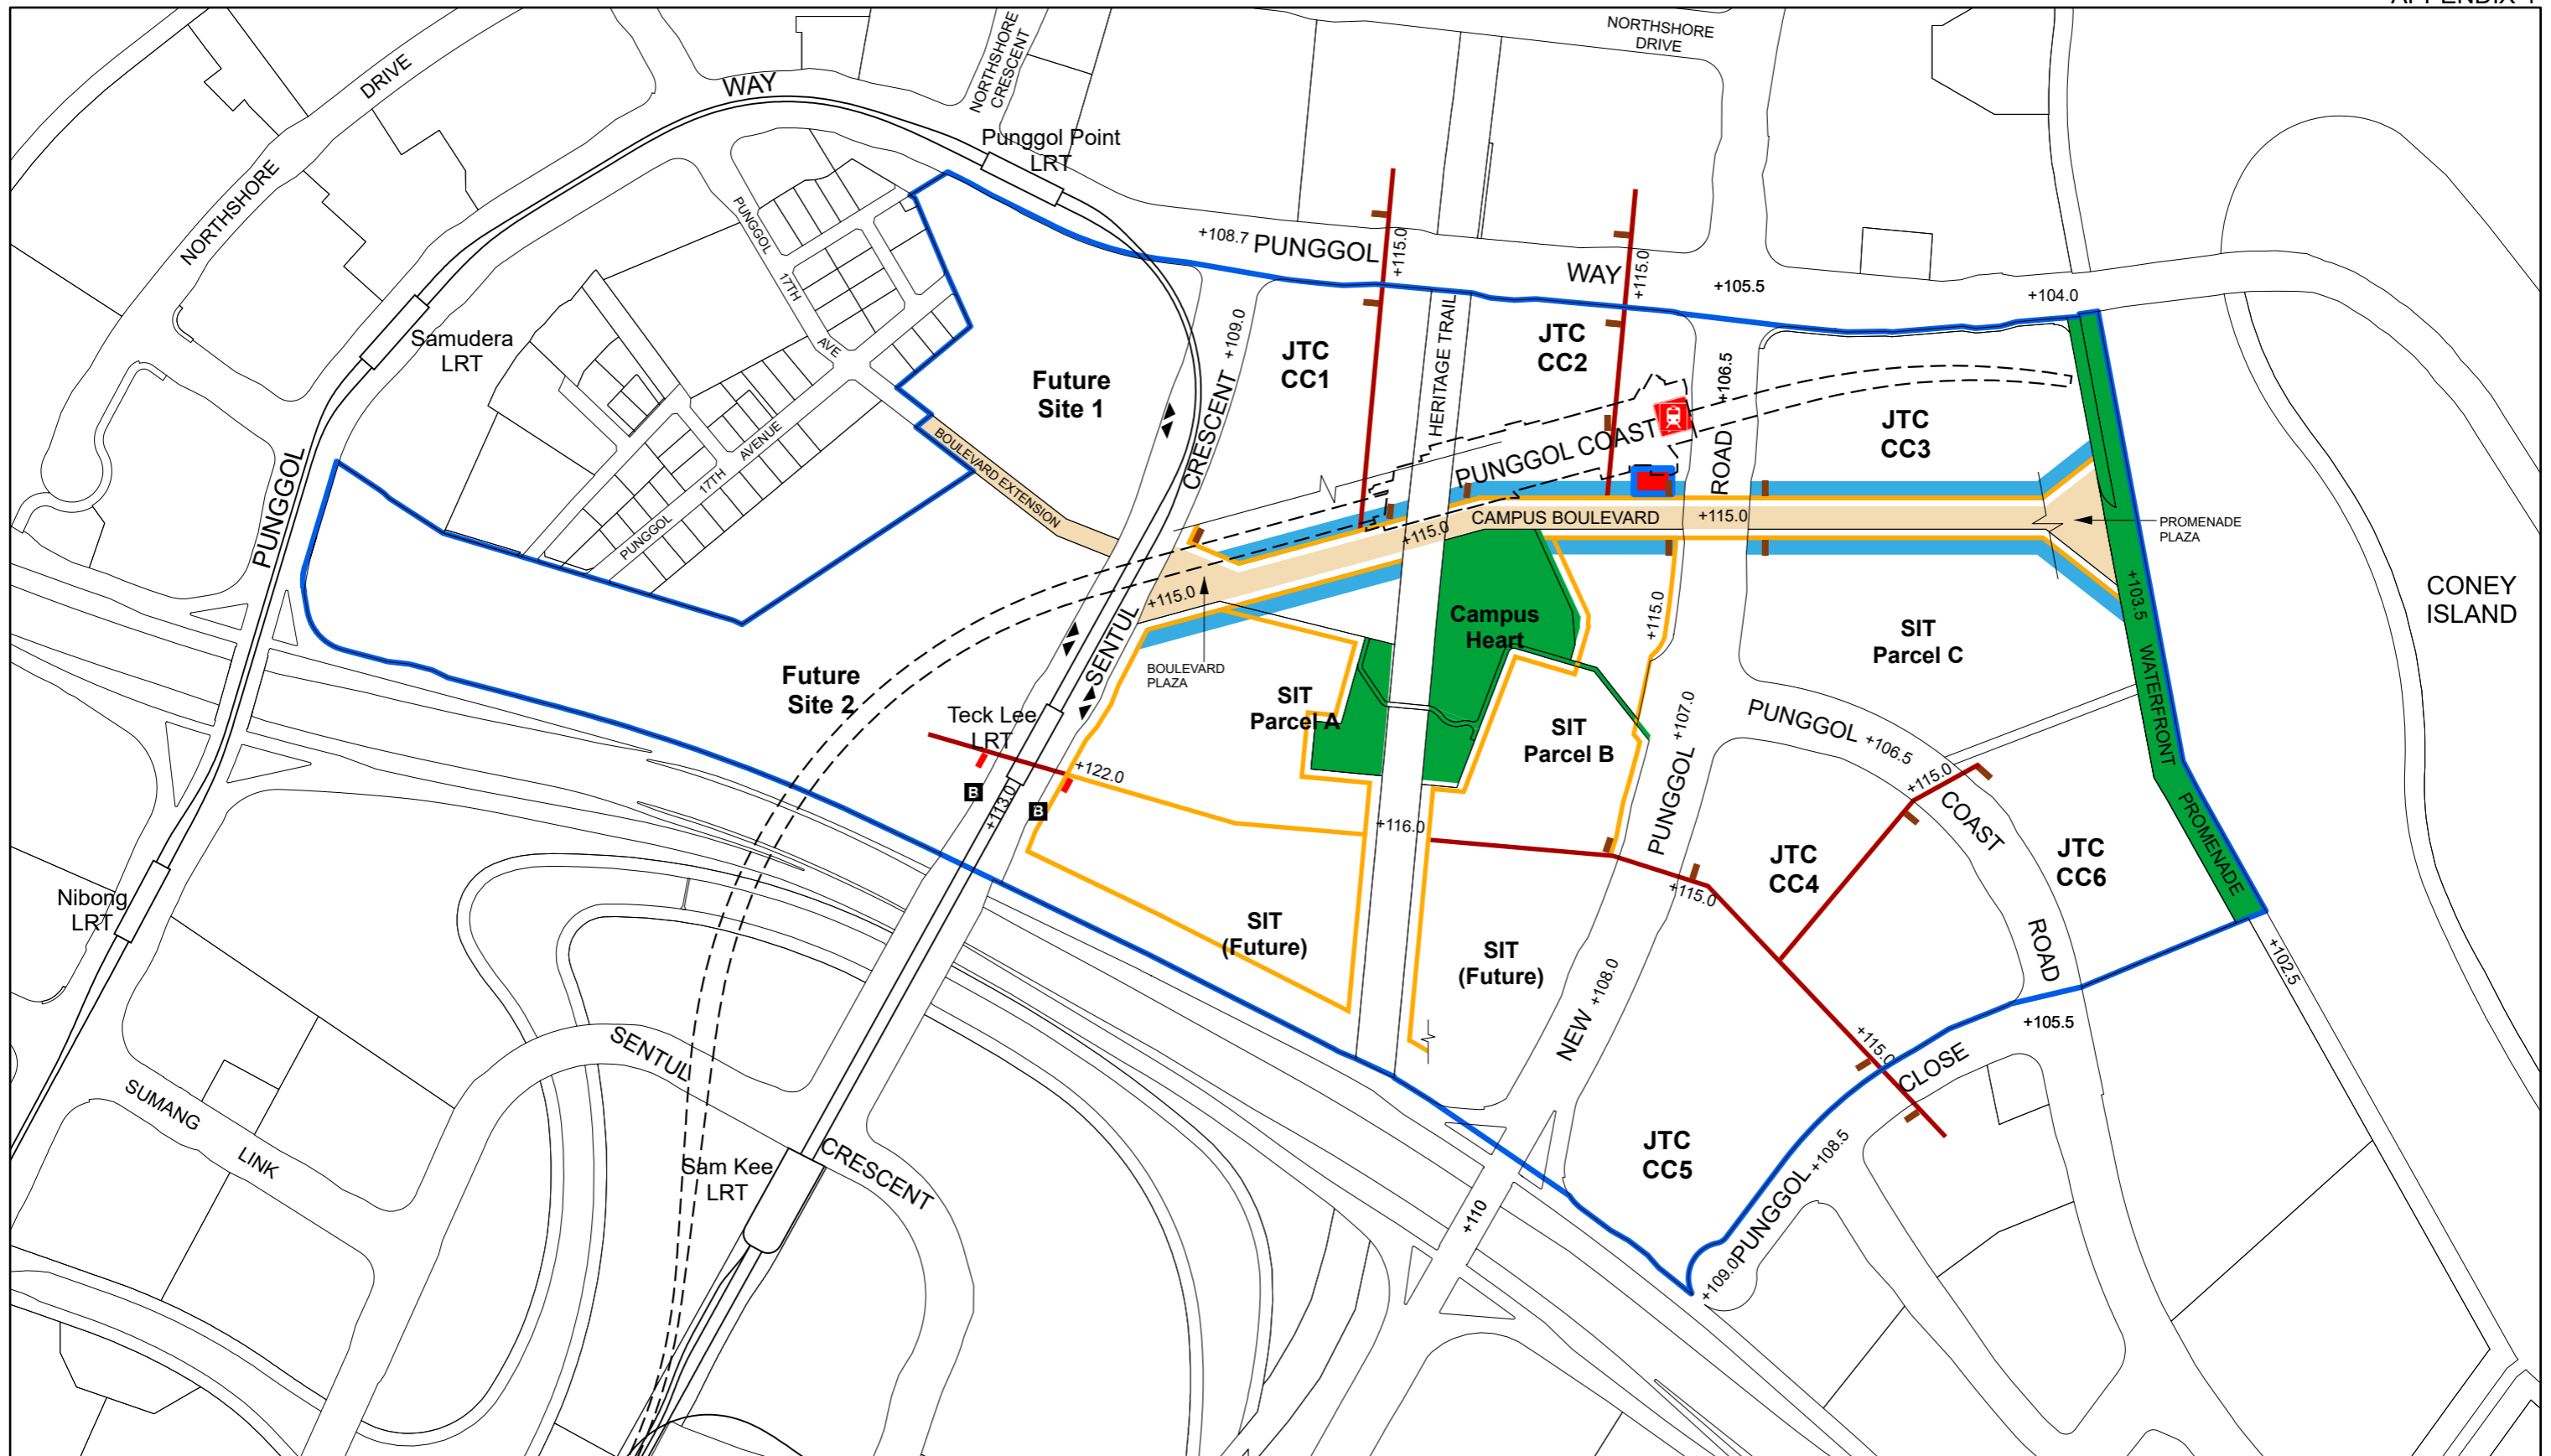 APPENDIX 1
NORTHSHORE
DRIVE
WAY
NORTHSHORE
CRESCENT
NORTHSHORE
DRIVE
Punggol Point
LRT
PUNGGOL
17TH
AVE
+108.7
PUNGGOL
+115.0
WAY
+115.0
+105.5
+104.0
Samudera
LRT
Future
Site 1
CRESCENT
+109.0
JTC
CC1
HERITAGE TRAIL
JTC
CC2
+106.5
ROAD
JTC
CC3
PUNGGOL COAST
PUNGGOL
BOULEVARD EXTENSION
PUNGGOL
17TH
AVENUE
CAMPUS BOULEVARD
+115.0
+115.0
PROMENADE
PLAZA
+115.0
CONEY
ISLAND
+103.5
WATERFRONT
PROMENADE
Campus
Heart
+115.0
SIT
Parcel C
BOULEVARD
PLAZA
SENTUL
Future
Site 2
SIT
Parcel A
SIT
Parcel B
Teck Lee
LRT
B
B
+122.0
+113.0
+116.0
PUNGGOL
+107.0
PUNGGOL
+106.5
COAST
ROAD
+115.0
JTC
CC4
JTC
CC6
+115.0
Nibong
LRT
SIT
(Future)
SIT
(Future)
NEW
+108.0
+102.5
+105.5
+115.0
CLOSE
SENTUL
CRESCENT
SUMANG
LINK
Sam Kee
LRT
JTC
CC5
+108.5
PUNGGOL
+109.0
+110